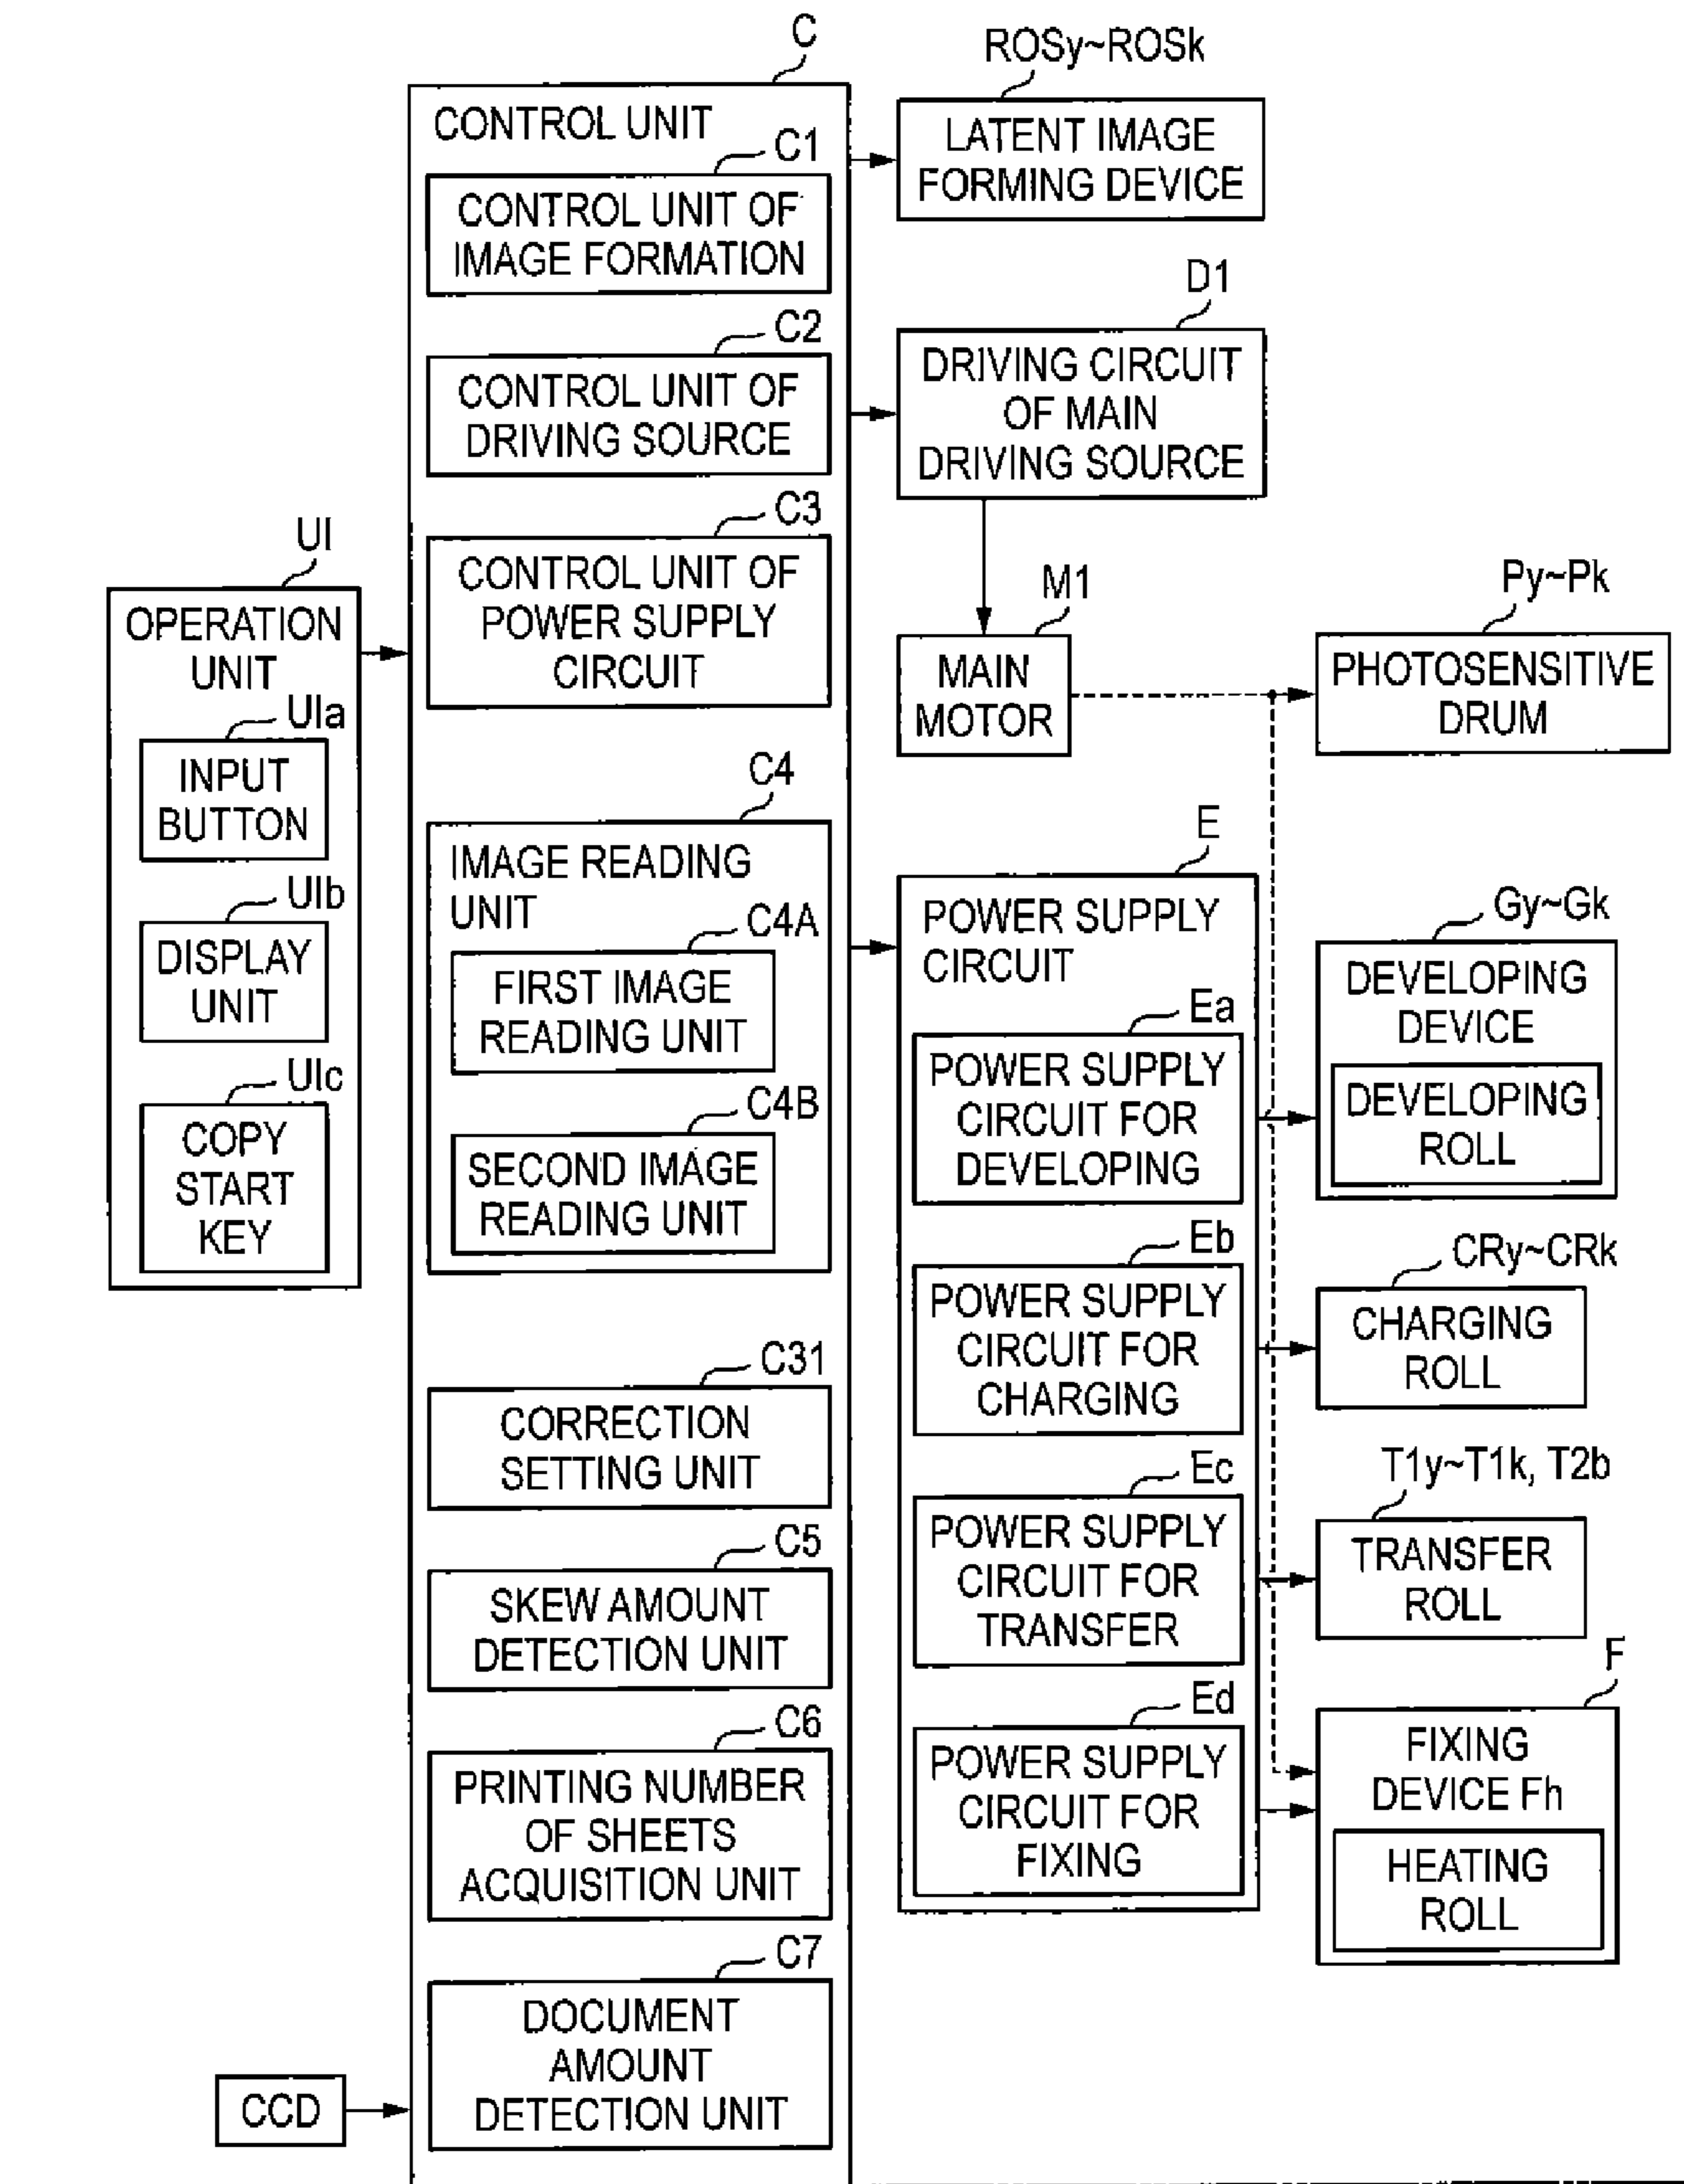 UI
OPERATION
UNIT
UIa
INPUT
BUTTON
UIb
DISPLAY
UNIT
UIc
COPY
START
KEY
CCD
C
CONTROL UNIT
C1
CONTROL UNIT OF
IMAGE FORMATION
C2
CONTROL UNIT OF
DRIVING SOURCE
C3
CONTROL UNIT OF
POWER SUPPLY
CIRCUIT
C4
IMAGE READING
UNIT
C4A
FIRST IMAGE
READING UNIT
C4B
SECOND IMAGE
READING UNIT
C31
CORRECTION
SETTING UNIT
C5
SKEW AMOUNT
DETECTION UNIT
C6
PRINTING NUMBER
OF SHEETS
ACQUISITION UNIT
C7
DOCUMENT
AMOUNT
DETECTION UNIT
ROSy~ROSk
LATENT IMAGE
FORMING DEVICE
D1
DRIVING CIRCUIT
OF MAIN
DRIVING SOURCE
M1
MAIN
MOTOR
E
POWER SUPPLY
CIRCUIT
Ea
POWER SUPPLY
CIRCUIT FOR
DEVELOPING
Eb
POWER SUPPLY
CIRCUIT FOR
CHARGING
Ec
POWER SUPPLY
CIRCUIT FOR
TRANSFER
Ed
POWER SUPPLY
CIRCUIT FOR
FIXING
Py~Pk
PHOTOSENSITIVE
DRUM
Gy~Gk
DEVELOPING
DEVICE
DEVELOPING
ROLL
CRy~CRk
CHARGING
ROLL
T1y~T1k, T2b
TRANSFER
ROLL
F
FIXING
DEVICE Fh
HEATING
ROLL